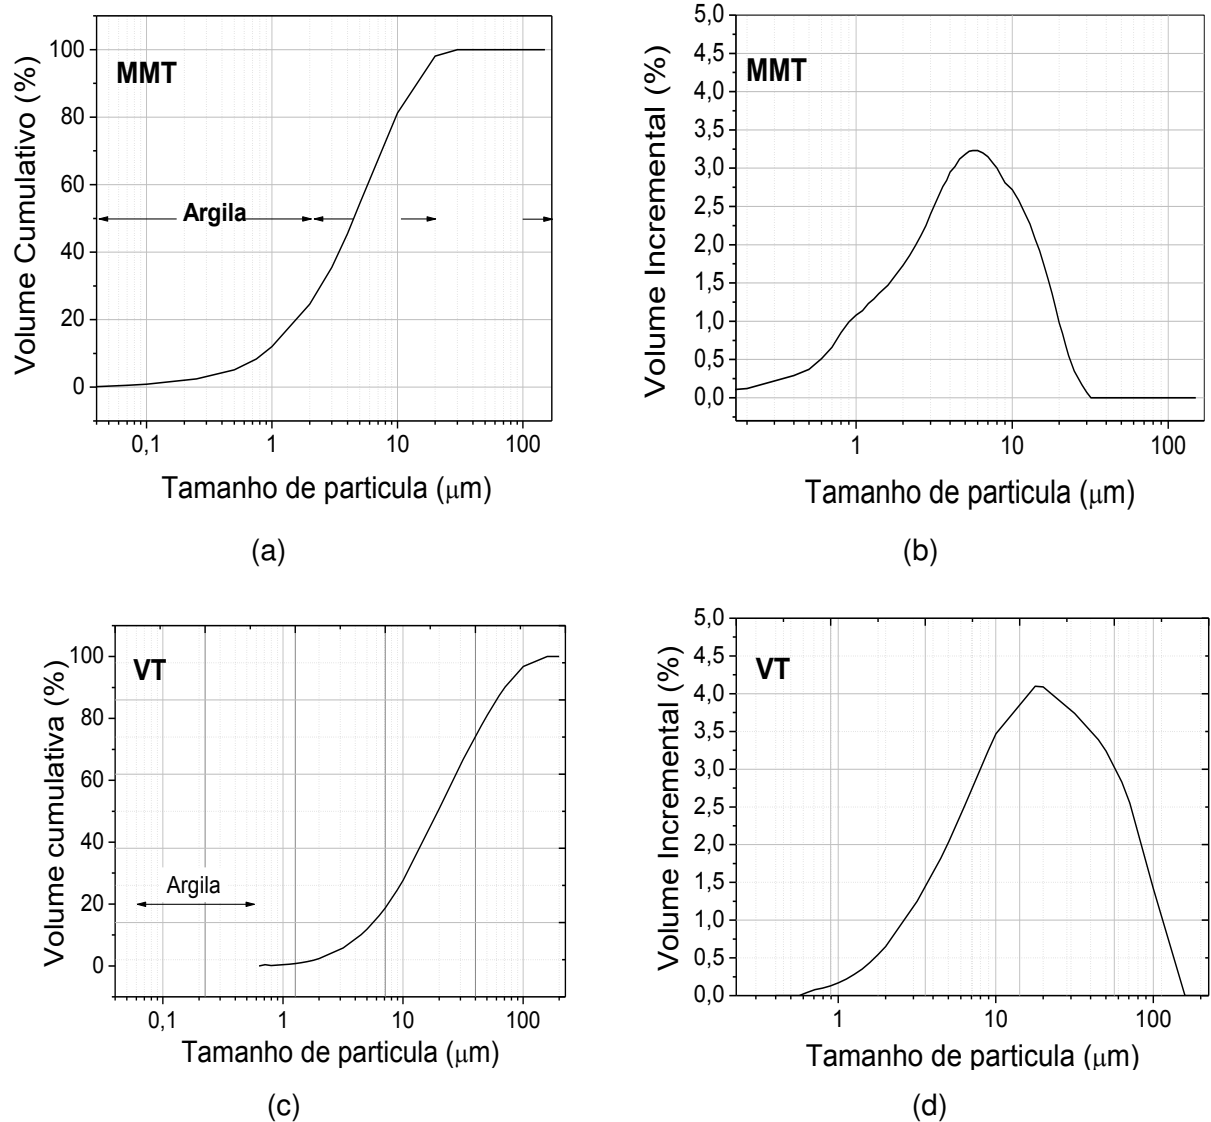 MMT
Volume Cumulativo (%)
100
80
60
40
20
0
Argila
0,1
1
10
100
Tamanho de particula (μm)
(a)
MMT
Volume Incremental (%)
5,0
4,5
4,0
3,5
3,0
2,5
2,0
1,5
1,0
0,5
0,0
1
10
100
Tamanho de particula (μm)
(b)
VT
Volume cumulativa (%)
100
80
60
40
20
0
Argila
0,1
1
10
100
Tamanho de particula (μm)
(c)
VT
Volume Incremental (%)
5,0
4,5
4,0
3,5
3,0
2,5
2,0
1,5
1,0
0,5
0,0
1
10
100
Tamanho de particula (μm)
(d)